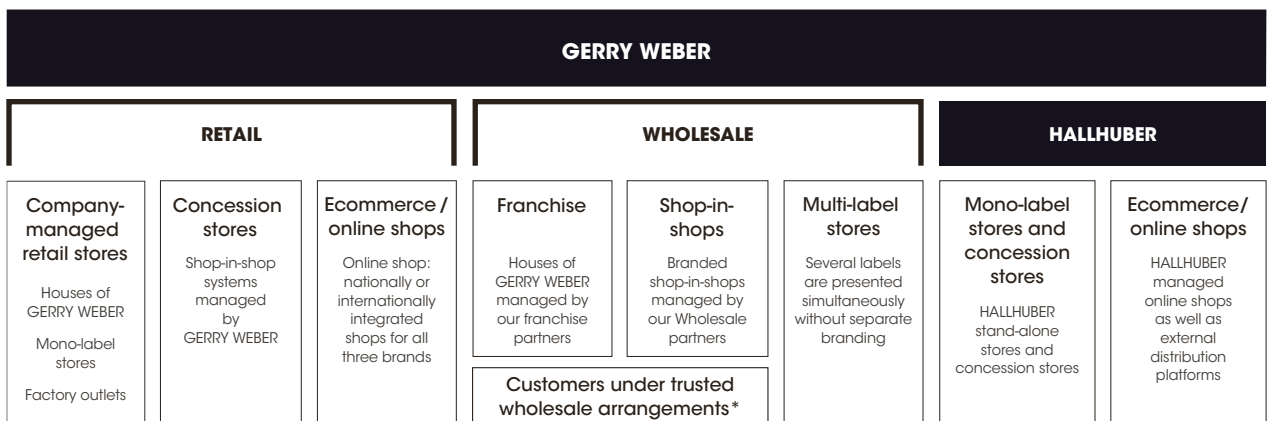 GERRY WEBER
RETAIL
WHOLESALE
HALLHUBER
Company-
managed
retail stores
Houses of
GERRY WEBER
Mono-label
stores
Factory outlets
Concession
stores
Shop-in-shop
systems
managed
by
GERRY WEBER
Ecommerce /
online shops
Online shop:
nationally or
internationally
integrated
shops for all
three brands
Franchise
Houses of
GERRY WEBER
managed by
our franchise
partners
Shop-in-
shops
Branded
shop-in-shops
managed by
our Wholesale
partners
Customers under trusted
wholesale arrangements*
Multi-label
stores
Several labels
are presented
simultaneously
without separate
branding
Mono-label
stores and
concession
stores
HALLHUBER
stand-alone
stores and
concession stores
Ecommerce/
online shops
HALLHUBER
managed
online shops
as well as
external
distribution
platforms